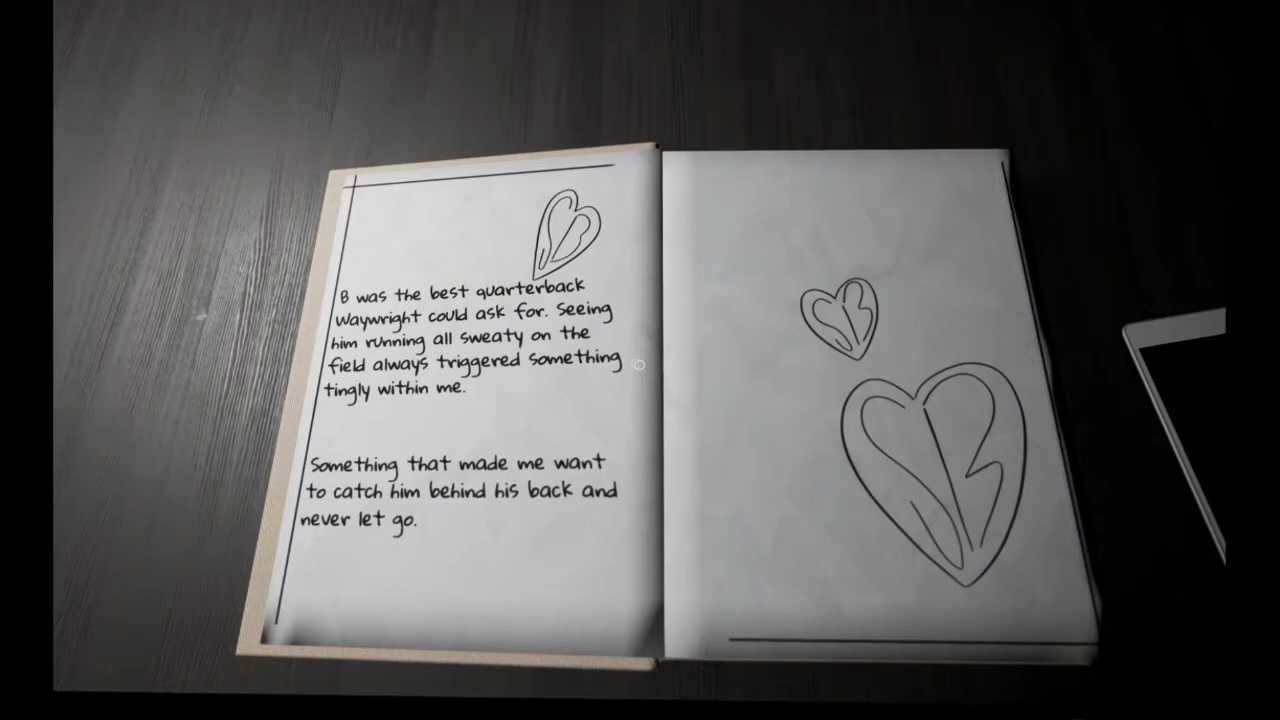 B was the best quarterback
Waywright could ask for. Seeing
him running all sweaty on the
field always triggered something
tingly within me.
Something that made me want
to catch him behind his back and
never let go.